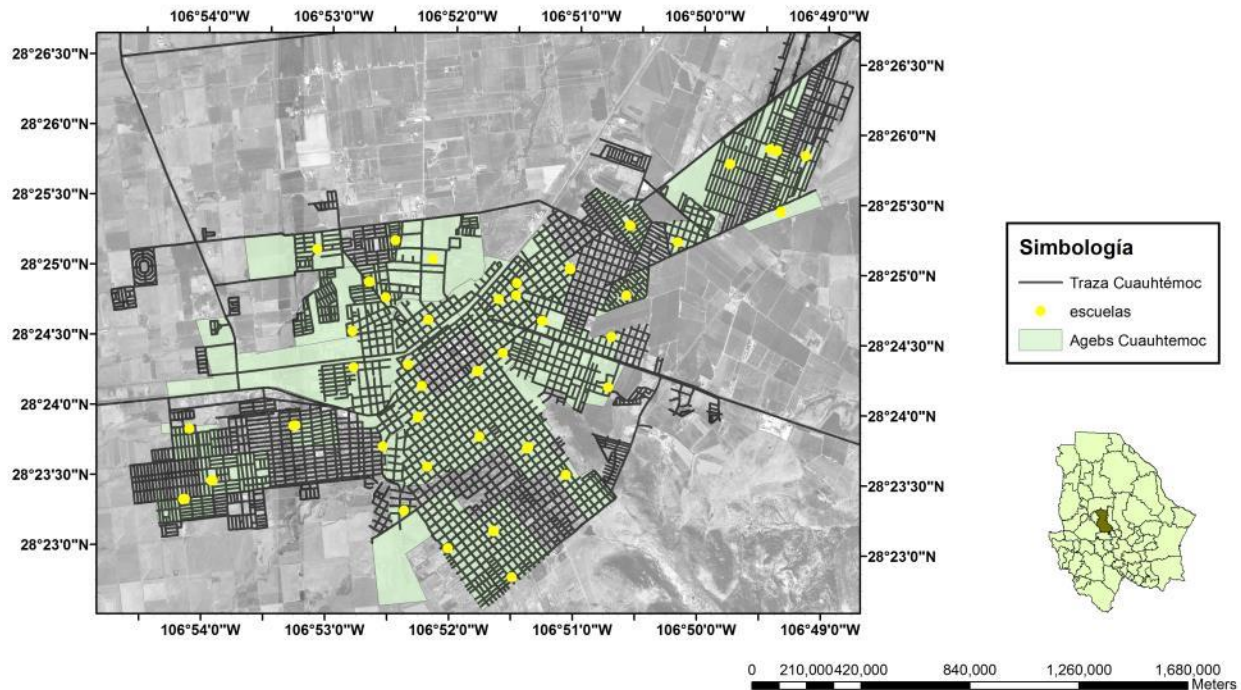 106°54'0"W 106°53'0"W 106°52'0"W 106°51'0"W 106°50'0"W 106°49'0"W
28°26'30"N 28°26'30"N
28°26'0"N 28°26'0"N
28°25'30"N 28°25'30"N
28°25'0"N 28°25'0"N
28°24'30"N 28°24'30"N
28°24'0"N 28°24'0"N
28°23'30"N 28°23'30"N
28°23'0"N 28°23'0"N
106°54'0"W 106°53'0"W 106°52'0"W 106°51'0"W 106°50'0"W 106°49'0"W
Simbología
Traza Cuauhtémoc
escuelas
Agebs Cuauhtemoc
0 210,000 420,000 840,000 1,260,000 1,680,000
Meters